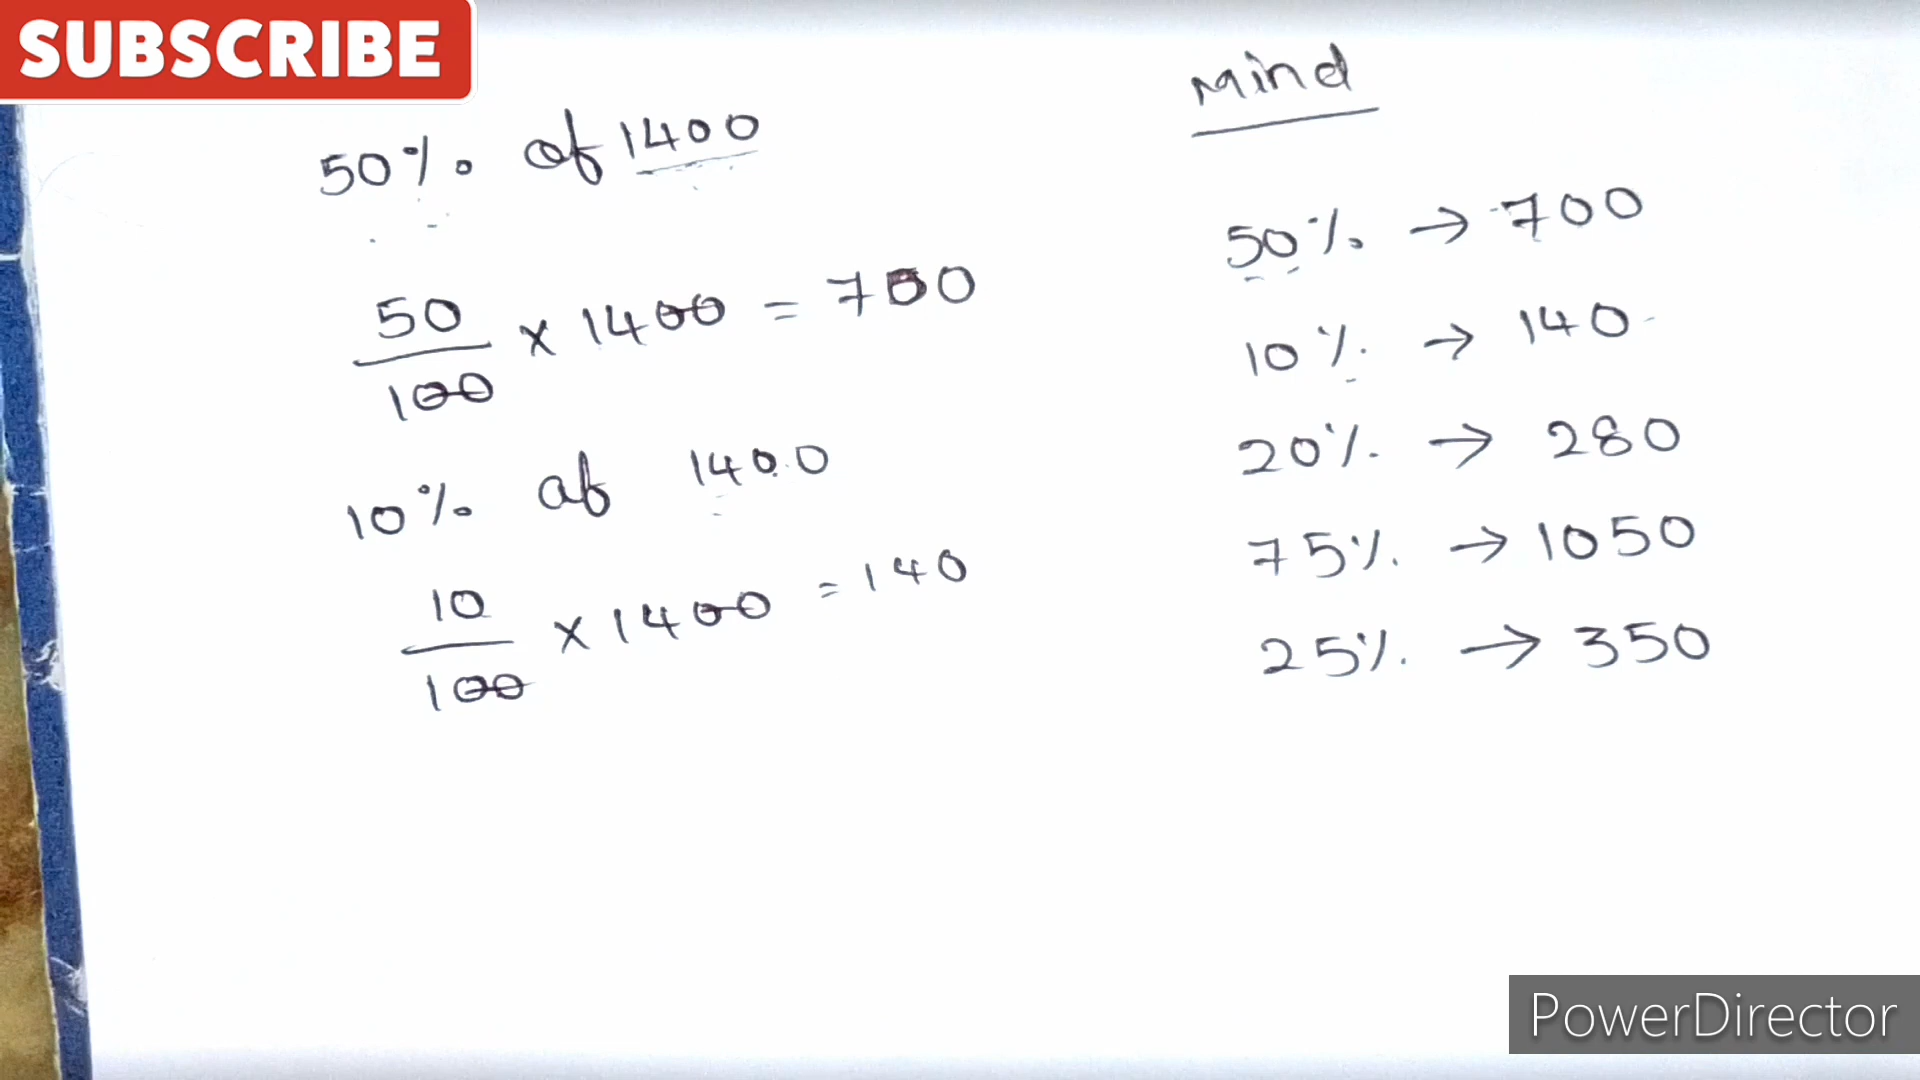 SUBSCRIBE
50% of 1400
50/100 × 1400 = 700
10% of 1400
10/100 × 1400 = 140
Mind
50% → 700
10% → 140
20% → 280
75% → 1050
25% → 350
PowerDirector